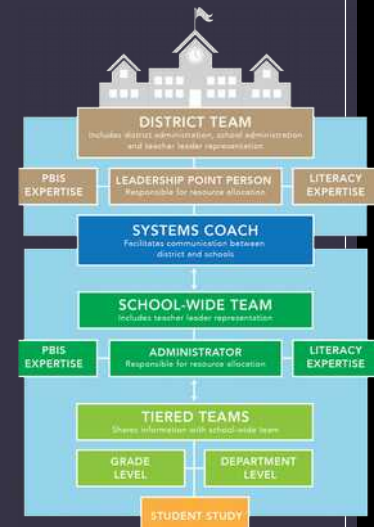 DISTRICT TEAM
Includes district administration, school administration
and teacher leader representation
PBIS
EXPERTISE
LEADERSHIP POINT PERSON
Responsible for resource allocation
LITERACY
EXPERTISE
SYSTEMS COACH
Facilitates communication between
district and schools
SCHOOL-WIDE TEAM
Includes teacher leader representation
PBIS
EXPERTISE
ADMINISTRATOR
Responsible for resource allocation
LITERACY
EXPERTISE
TIERED TEAMS
Shares information with school-wide team
GRADE
LEVEL
DEPARTMENT
LEVEL
STUDENT STUDY